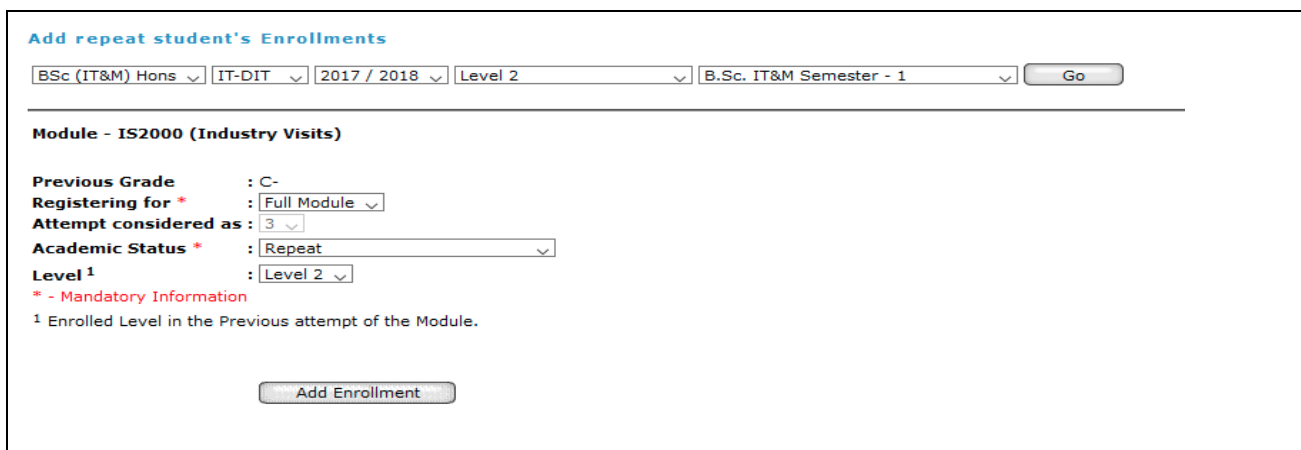 Add repeat student's Enrollments
BSc (IT&M) Hons IT-DIT 2017 / 2018 Level 2 B.Sc. IT&M Semester - 1 Go
Module - IS2000 (Industry Visits)
Previous Grade : C-
Registering for * : Full Module
Attempt considered as : 3
Academic Status * : Repeat
Level 1 : Level 2
* - Mandatory Information
1 Enrolled Level in the Previous attempt of the Module.
Add Enrollment